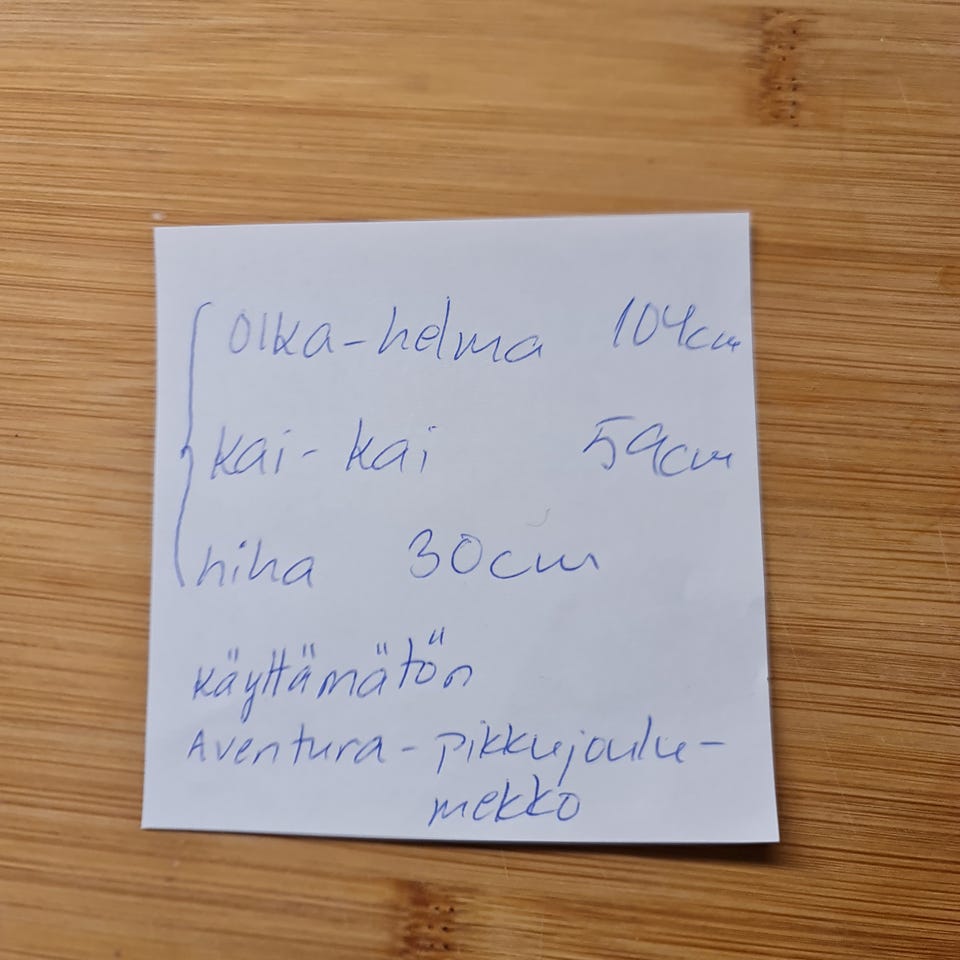 Olka-helma 104cm
kai-kai 59cm
hiha 30cm
käyttämätön
Aventura-pikkujoulu-
mekko